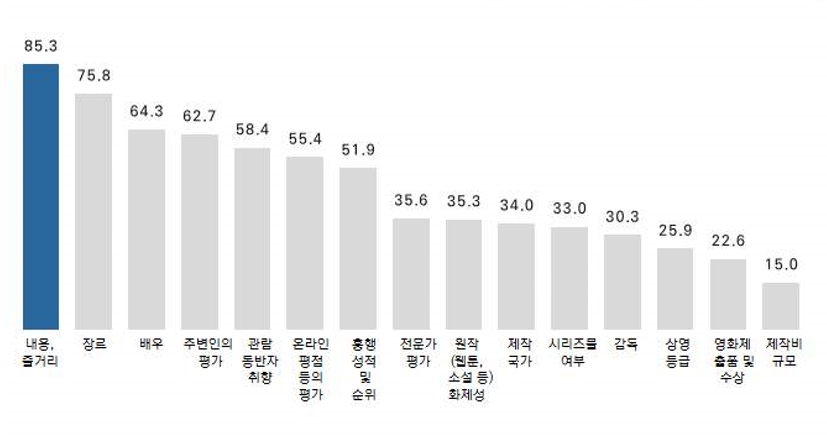 85.3
75.8
64.3
62.7
58.4
55.4
51.9
35.6
35.3
34.0
33.0
30.3
25.9
22.6
15.0
내용,
줄거리
장르
배우
주변인의
평가
관람
동반자
취향
온라인
평점
등의
평가
흥행
성적
및
순위
전문가
평가
원작
(웹툰,
소설 등)
화제성
제작
국가
시리즈물
여부
감독
상영
등급
영화제
출품 및
수상
제작비
규모